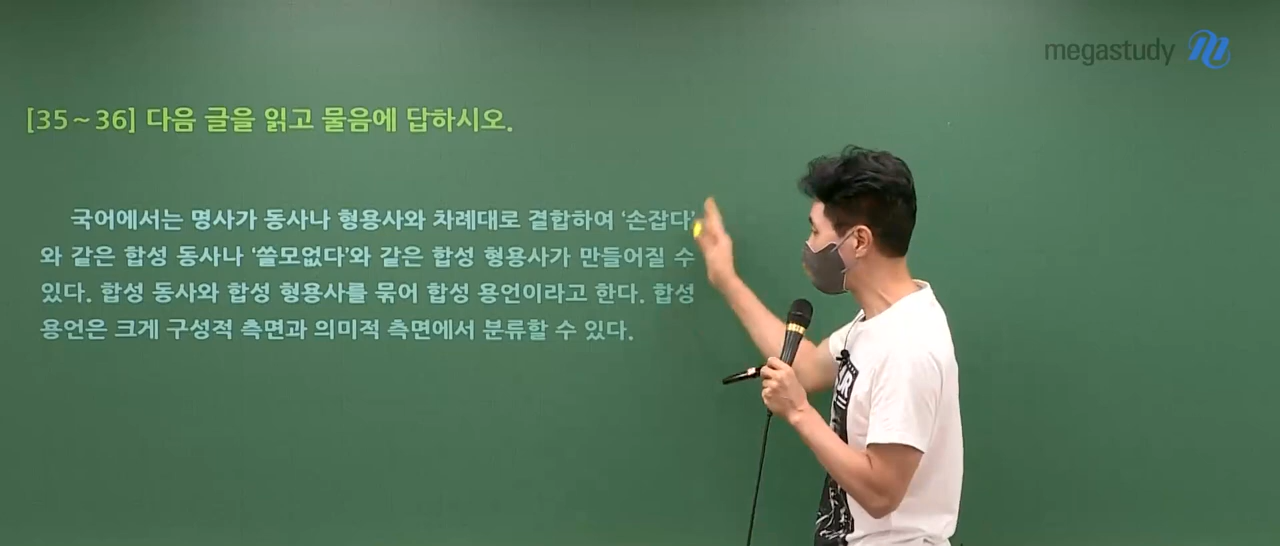 megastudy
[35～36] 다음 글을 읽고 물음에 답하시오.
국어에서는 명사가 동사나 형용사와 차례대로 결합하여 ‘손잡다’
와 같은 합성 동사나 ‘쓸모없다’와 같은 합성 형용사가 만들어질 수
있다. 합성 동사와 합성 형용사를 묶어 합성 용언이라고 한다. 합성
용언은 크게 구성적 측면과 의미적 측면에서 분류할 수 있다.